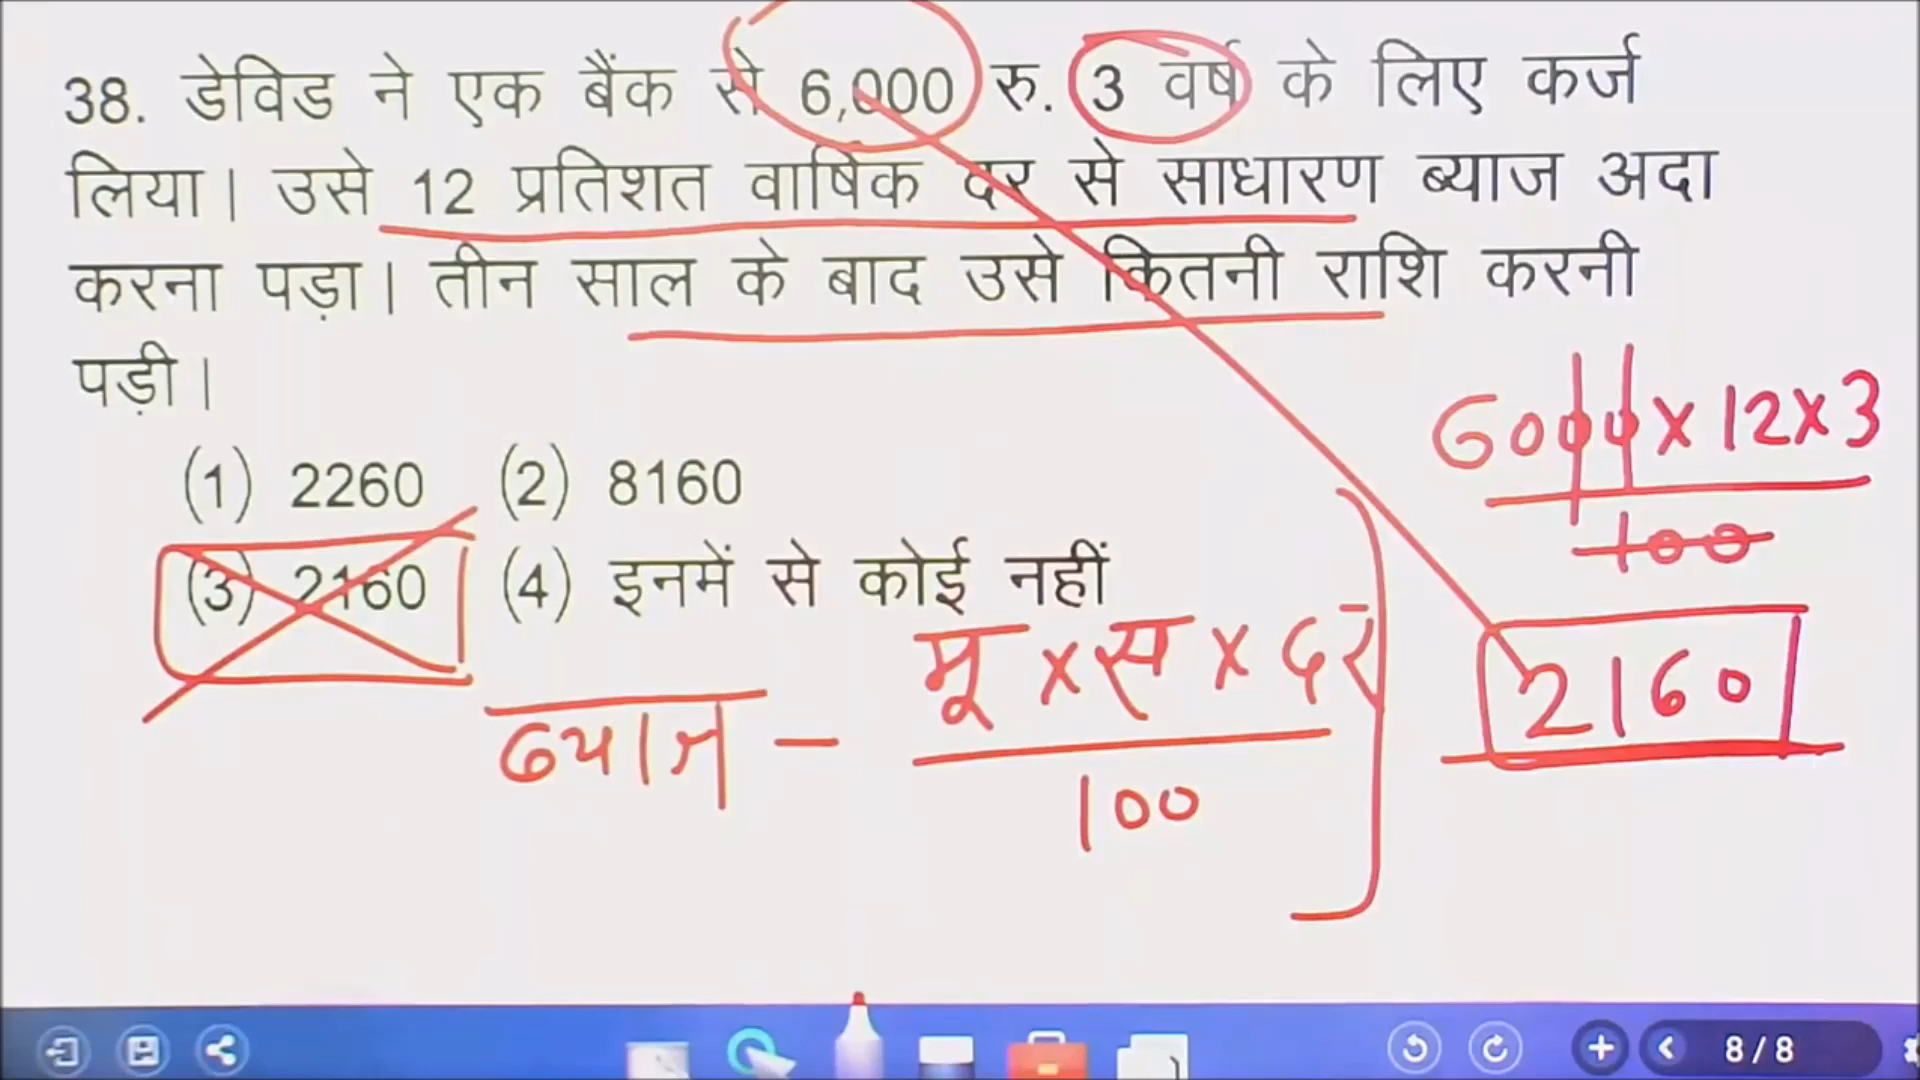 38. डेविड ने एक बैंक से 6,000 रु. 3 वर्ष के लिए कर्ज
लिया। उसे 12 प्रतिशत वार्षिक दर से साधारण ब्याज अदा
करना पड़ा। तीन साल के बाद उसे कितनी राशि करनी
पड़ी।
(1) 2260 (2) 8160
(3) 2160 (4) इनमें से कोई नहीं
6000 x 12 x 3
100
2160
ब्याज - मू x स x दर
100
8/8